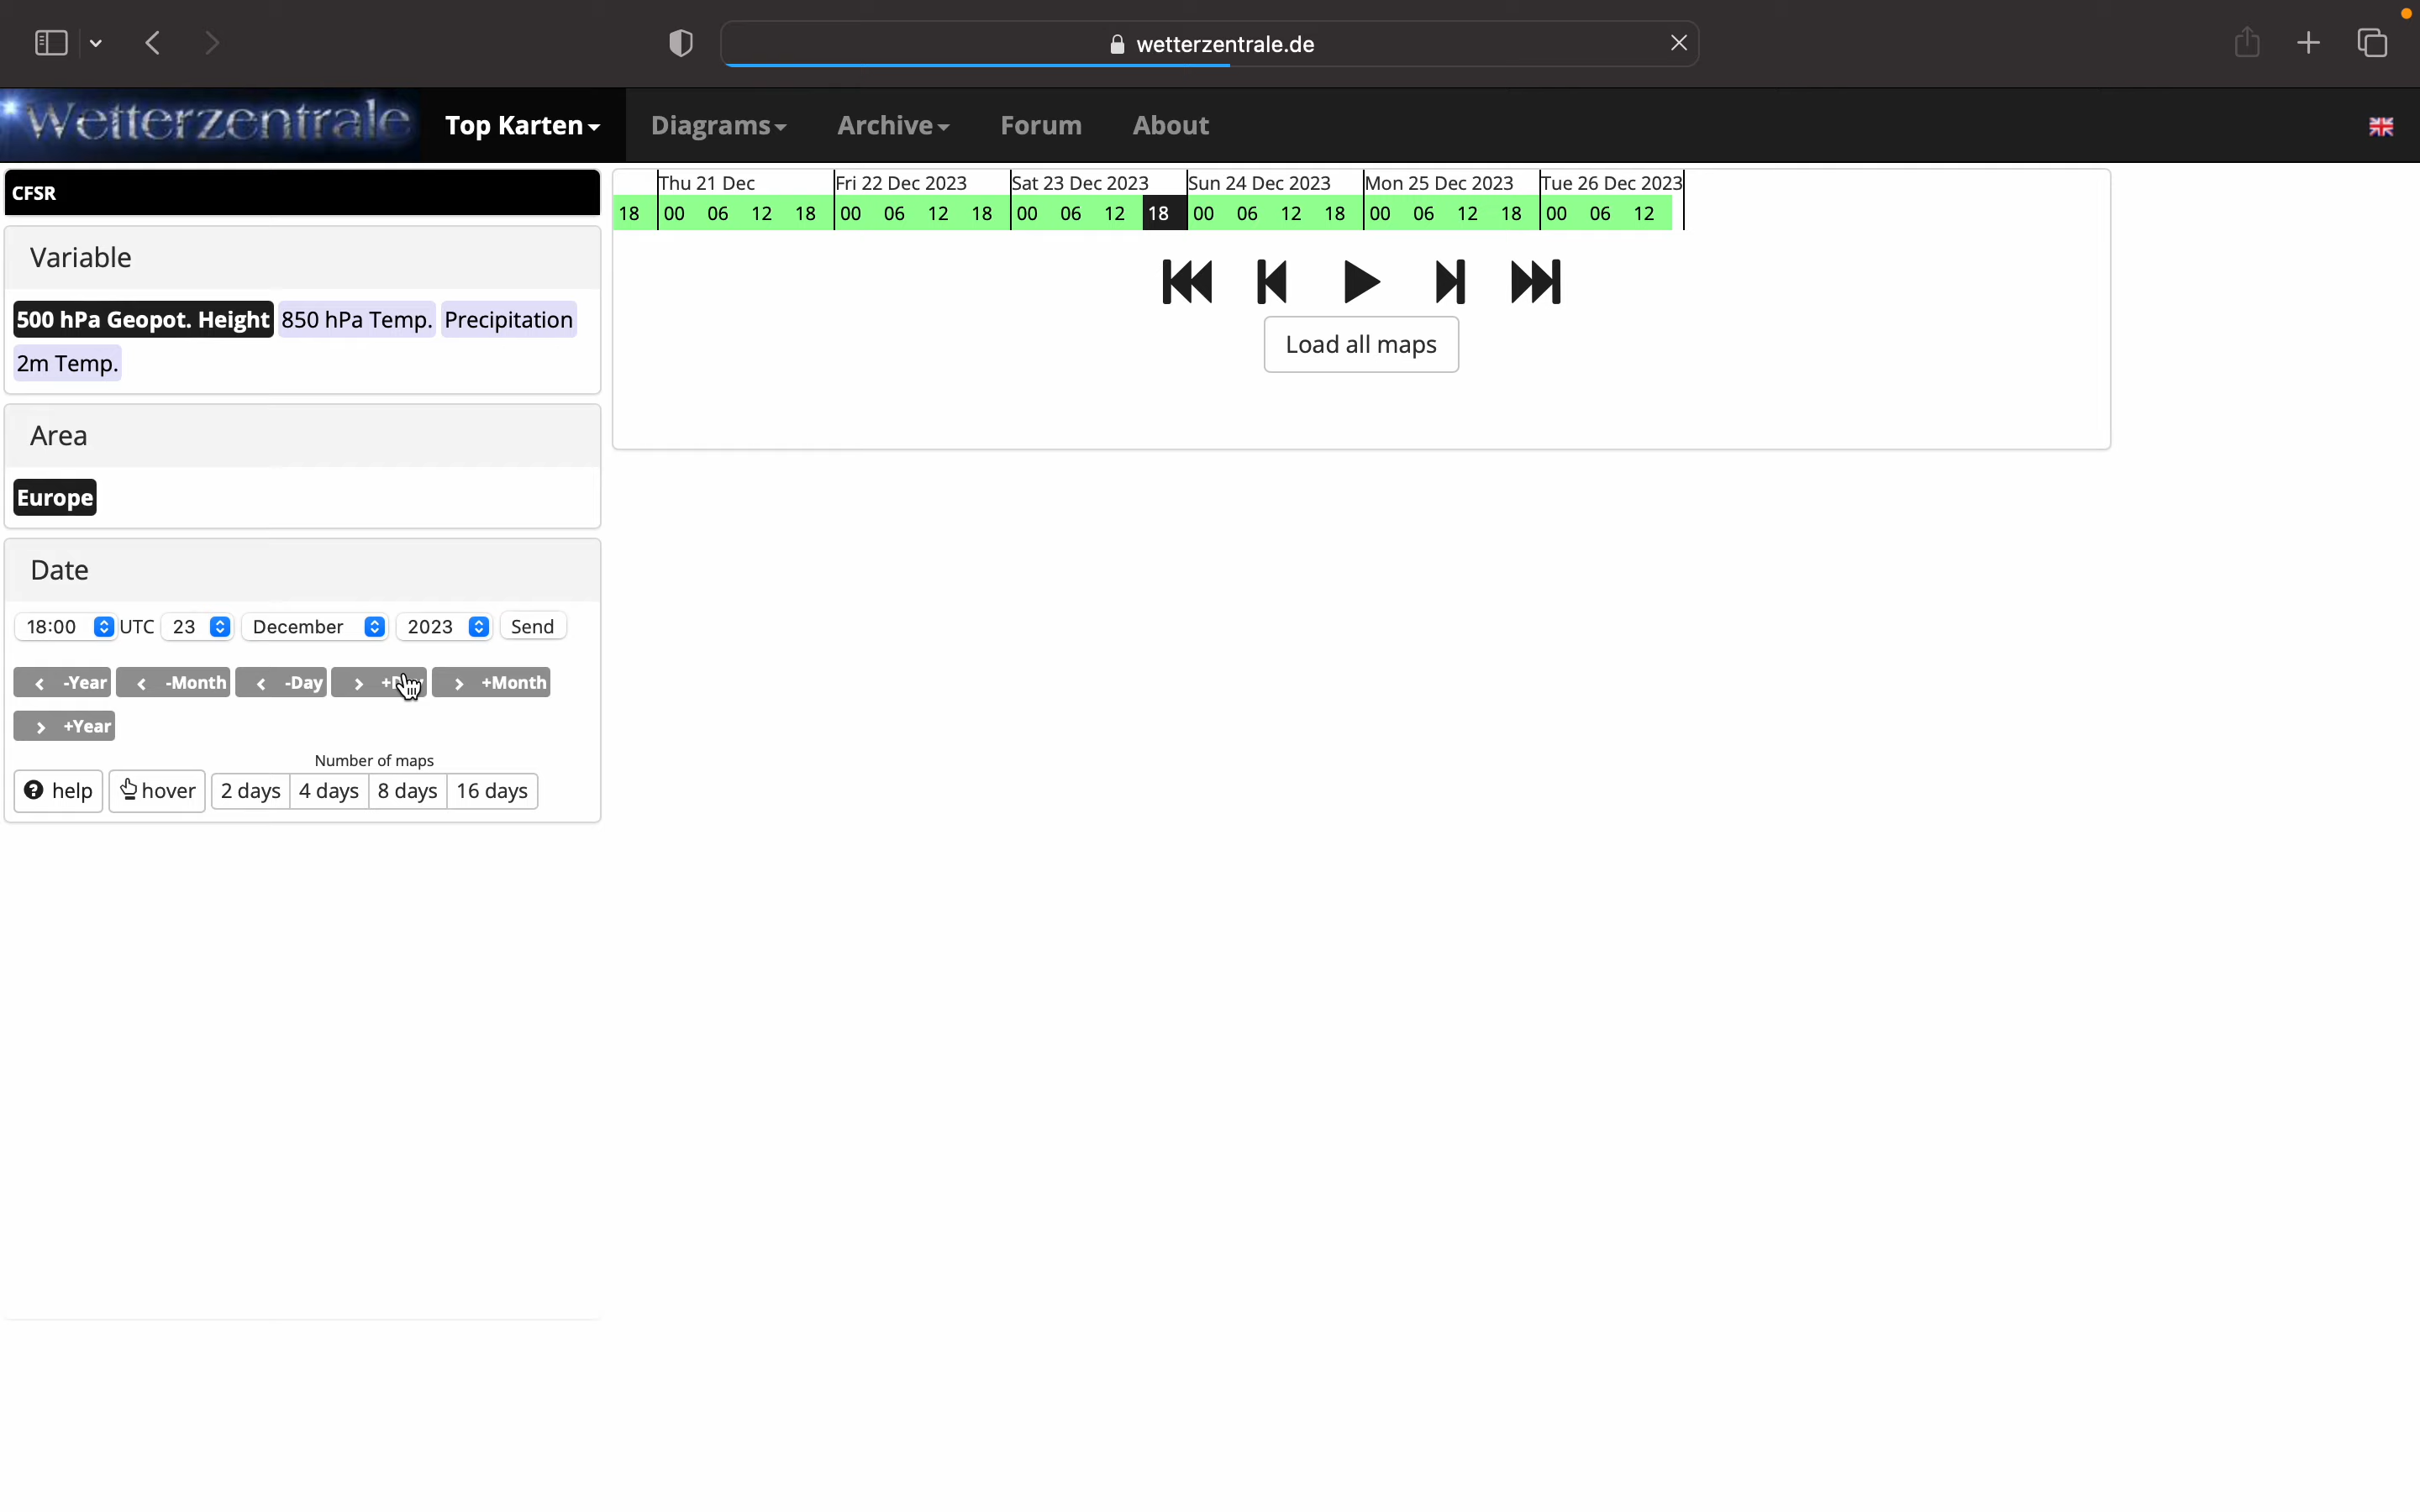 wetterzentrale.de
Wetterzentrale Top Karten Diagrams Archive Forum About
CFSR
Variable
500 hPa Geopot. Height 850 hPa Temp. Precipitation
2m Temp.
Area
Europe
Date
18:00 UTC 23 December 2023 Send
-Year -Month -Day +Month
+Year
Number of maps
help hover 2 days 4 days 8 days 16 days
Thu 21 Dec Fri 22 Dec 2023 Sat 23 Dec 2023 Sun 24 Dec 2023 Mon 25 Dec 2023 Tue 26 Dec 2023
18 00 06 12 18 00 06 12 18 00 06 12 18 00 06 12 18 00 06 12 18 00 06 12
Load all maps